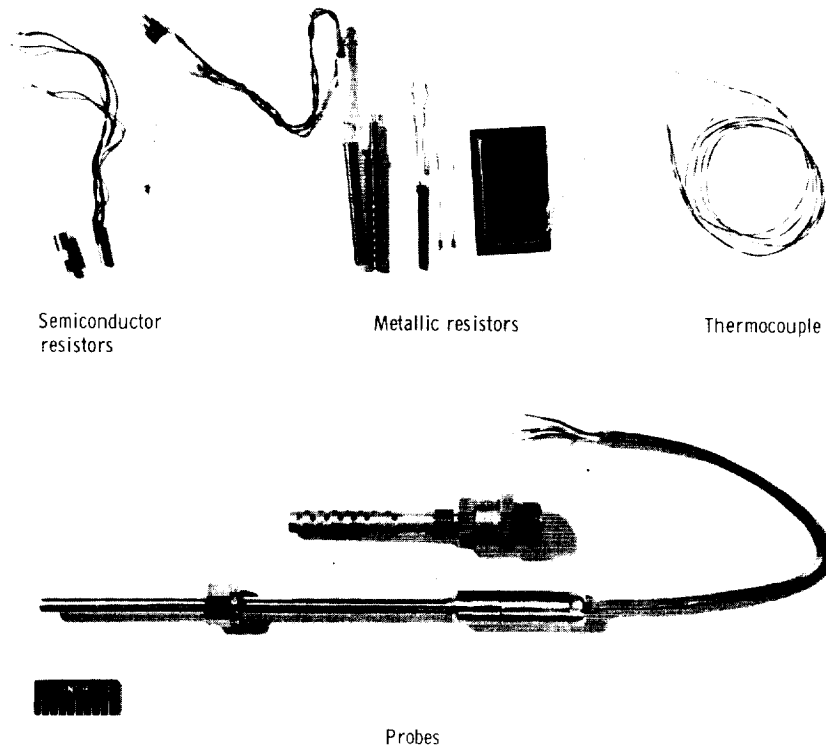 Semiconductor
resistors
Metallic resistors
Thermocouple
Probes